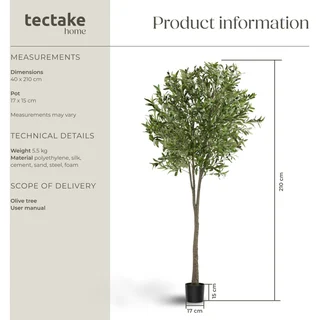 tectake
home
Product information
MEASUREMENTS
Dimensions
40 x 210 cm
Pot
17 x 15 cm
Measurements may vary
TECHNICAL DETAILS
Weight 5.5 kg
Material polyethylene, silk,
cement, sand, steel, foam
SCOPE OF DELIVERY
Olive tree
User manual
210 cm
15 cm
17 cm